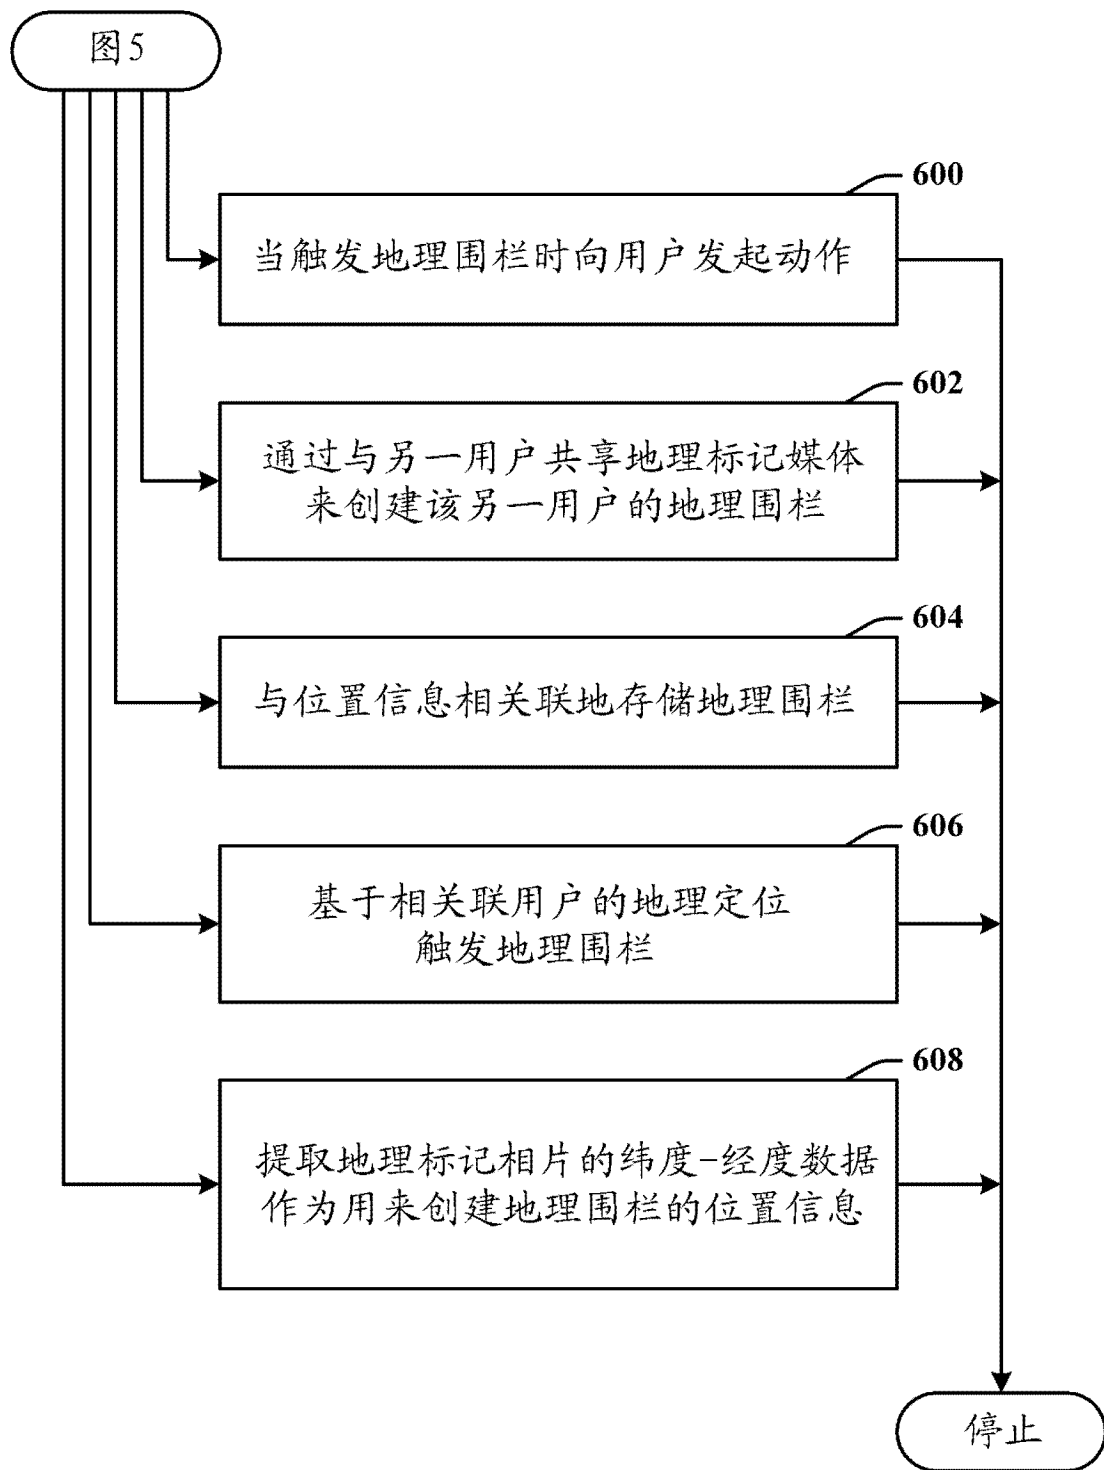 图5
600
当触发地理围栏时向用户发起动作
602
通过与另一用户共享地理标记媒体
来创建该另一用户的地理围栏
604
与位置信息相关联地存储地理围栏
606
基于相关联用户的地理定位
触发地理围栏
608
提取地理标记相片的纬度-经度数据
作为用来创建地理围栏的位置信息
停止